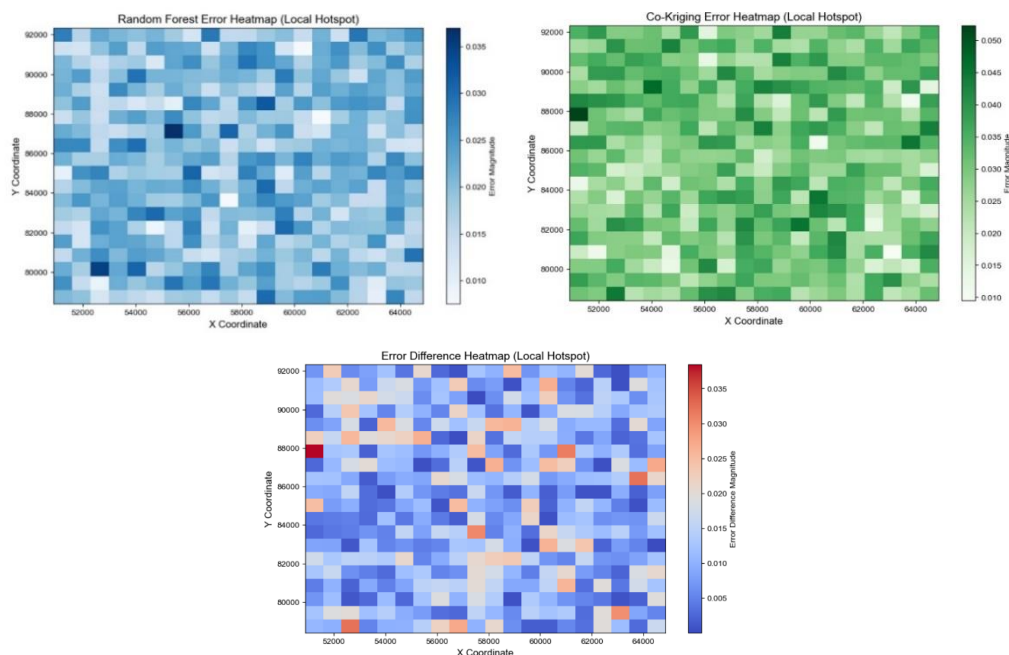 Random Forest Error Heatmap (Local Hotspot)
92000
90000
88000
86000
84000
82000
80000
Y Coordinate
52000 54000 56000 58000 60000 62000 64000
X Coordinate
0.035
0.030
0.025
0.020
0.015
0.010
Error Magnitude
Co-Kriging Error Heatmap (Local Hotspot)
92000
90000
88000
86000
84000
82000
80000
Y Coordinate
52000 54000 56000 58000 60000 62000 64000
X Coordinate
0.050
0.045
0.040
0.035
0.030
0.025
0.020
0.015
0.010
Error Magnitude
Error Difference Heatmap (Local Hotspot)
92000
90000
88000
86000
84000
82000
80000
Y Coordinate
52000 54000 56000 58000 60000 62000 64000
X Coordinate
0.035
0.030
0.025
0.020
0.015
0.010
0.005
Error Difference Magnitude